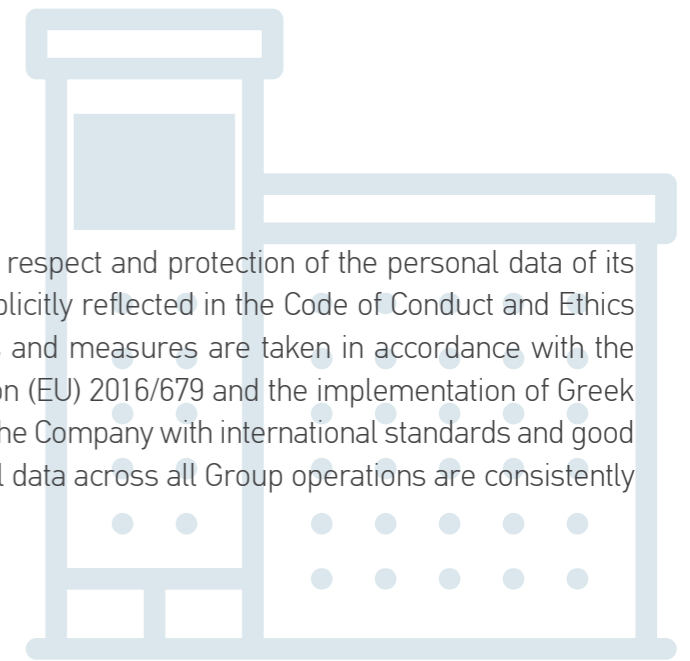 respect and protection of the personal data of its
plicitly reflected in the Code of Conduct and Ethics
and measures are taken in accordance with the
on (EU) 2016/679 and the implementation of Greek
he Company with international standards and good
l data across all Group operations are consistently